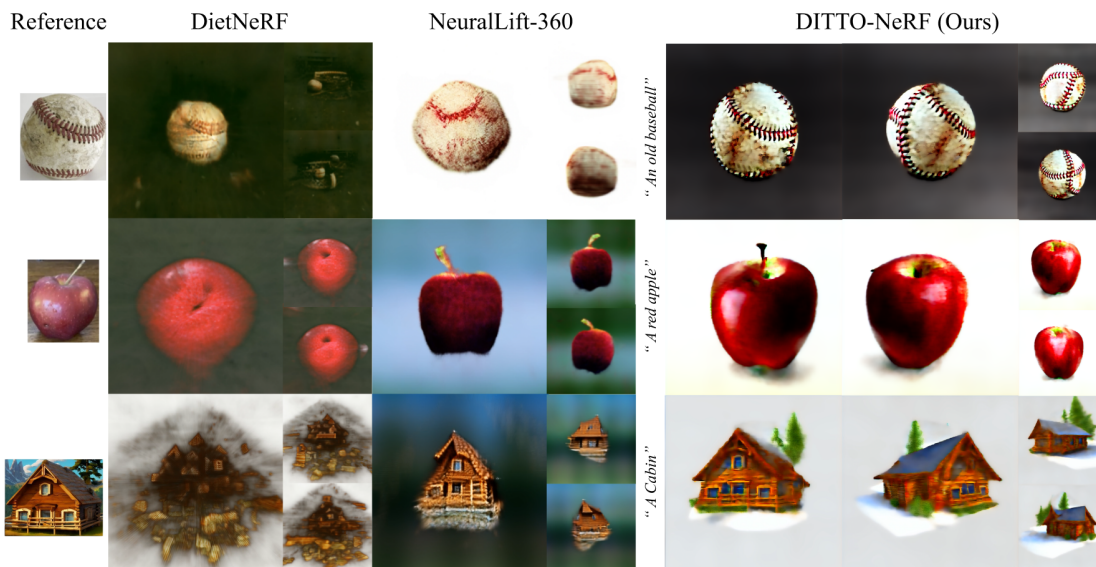 Reference
DietNeRF
NeuralLift-360
DITTO-NeRF (Ours)
“ An old baseball”
“ A red apple”
“ A Cabin”